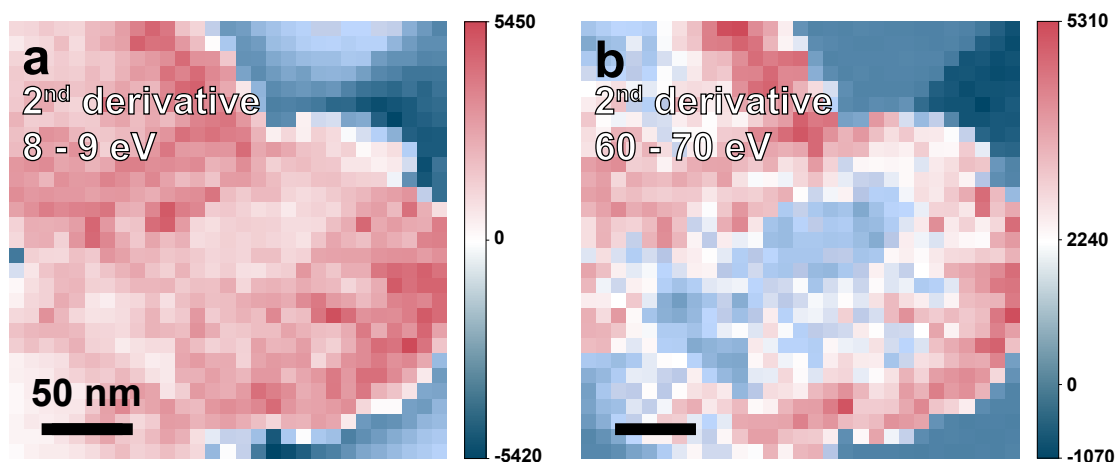 a
2nd derivative
8 - 9 eV
50 nm
5450
0
-5420
b
2nd derivative
60 - 70 eV
5310
2240
0
-1070